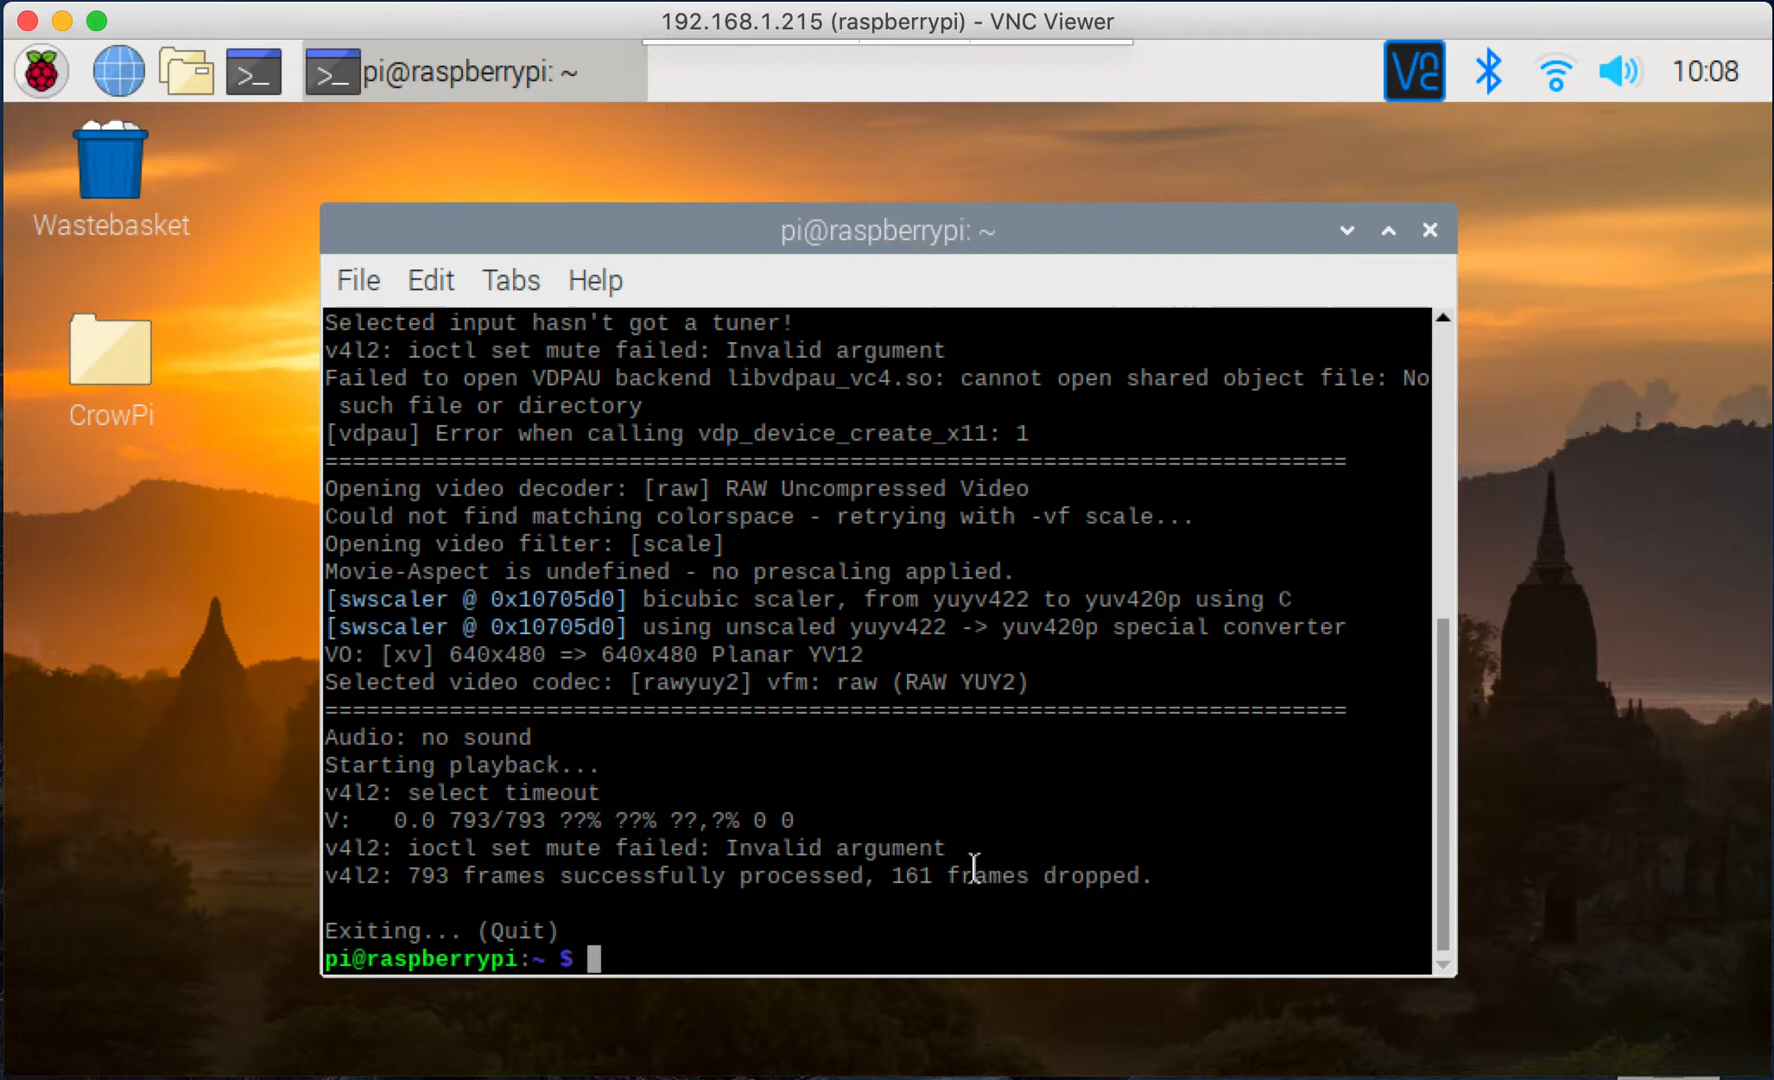 192.168.1.215 (raspberrypi) - VNC Viewer
>_ >_ pi@raspberrypi: ~ 10:08
Wastebasket
CrowPi
pi@raspberrypi: ~
File Edit Tabs Help
Selected input hasn't got a tuner!
v4l2: ioctl set mute failed: Invalid argument
Failed to open VDPAU backend libvdpau_vc4.so: cannot open shared object file: No
such file or directory
[vdpau] Error when calling vdp_device_create_x11: 1
==========================================================================
Opening video decoder: [raw] RAW Uncompressed Video
Could not find matching colorspace - retrying with -vf scale...
Opening video filter: [scale]
Movie-Aspect is undefined - no prescaling applied.
[swscaler @ 0x10705d0] bicubic scaler, from yuyv422 to yuv420p using C
[swscaler @ 0x10705d0] using unscaled yuyv422 -> yuv420p special converter
VO: [xv] 640x480 => 640x480 Planar YV12
Selected video codec: [rawyuy2] vfm: raw (RAW YUY2)
==========================================================================
Audio: no sound
Starting playback...
v4l2: select timeout
V:   0.0 793/793 ??% ??% ??,?% 0 0
v4l2: ioctl set mute failed: Invalid argument
v4l2: 793 frames successfully processed, 161 frames dropped.
Exiting... (Quit)
pi@raspberrypi:~ $